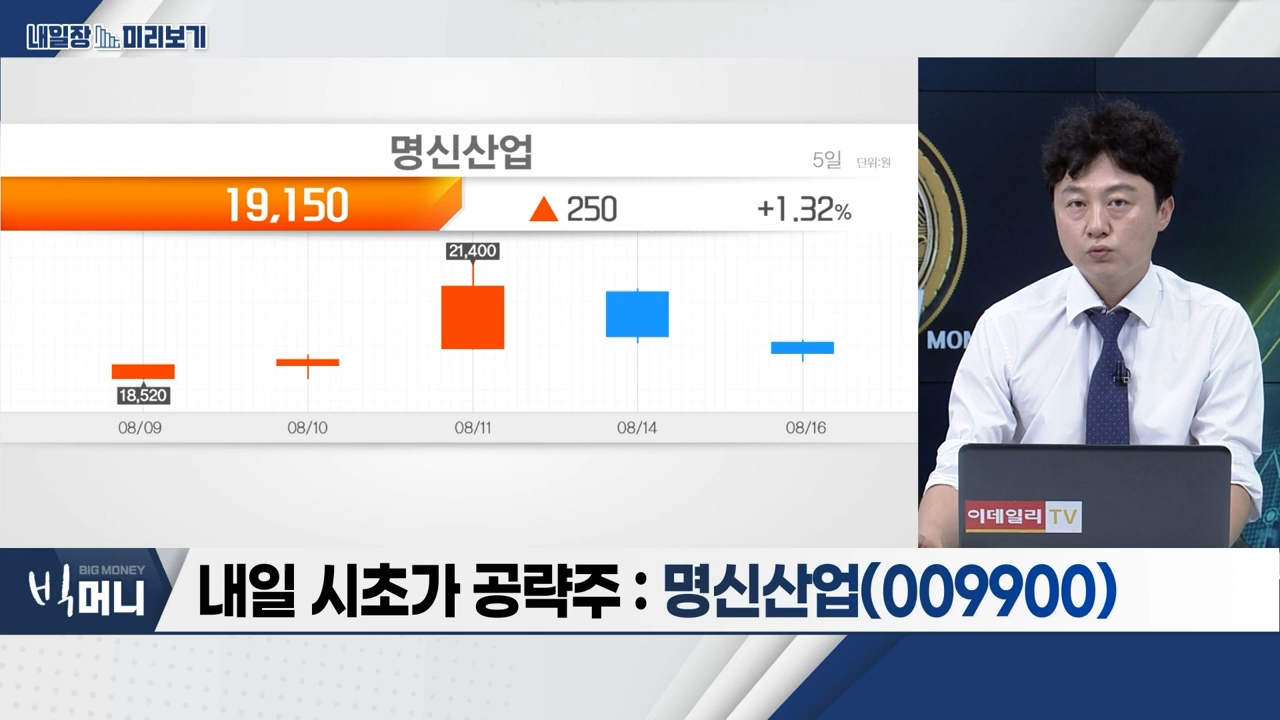 내일장 미리보기
명신산업
5일 단위:원
19,150 ▲ 250 +1.32%
21,400
18,520
08/09 08/10 08/11 08/14 08/16
MON
이데일리 TV
BIG MONEY
빅머니
내일 시초가 공략주 : 명신산업(009900)